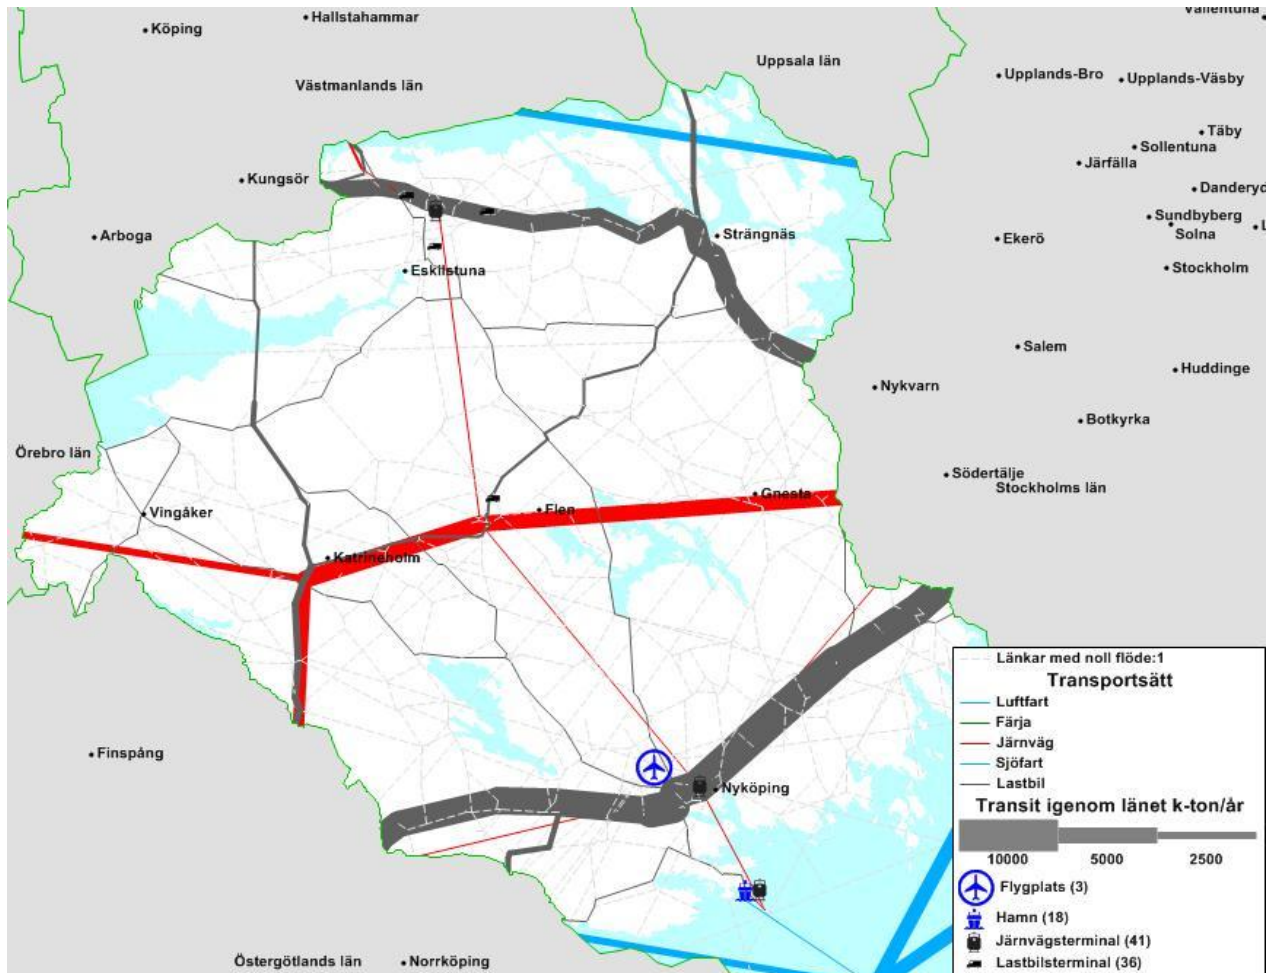 Vallentuna
Hallstahammar
Köping
Uppsala län
Upplands-Bro
Upplands-Väsby
Västmanlands län
Täby
Sollentuna
Järfälla
Kungsör
Danderyd
Sundbyberg
Solna
L
Arboga
Strängnäs
Ekerö
Stockholm
Eskilstuna
Salem
Huddinge
Nykvarn
Botkyrka
Örebro län
Södertälje
Stockholms län
Gnesta
Vingåker
Flen
Katrineholm
Finspång
Nyköping
Östergötlands län
Norrköping
Länkar med noll flöde:1
Transportsätt
Luftfart
Färja
Järnväg
Sjöfart
Lastbil
Transit igenom länet k-ton/år
10000 5000 2500
Flygplats (3)
Hamn (18)
Järnvägsterminal (41)
Lastbilsterminal (36)